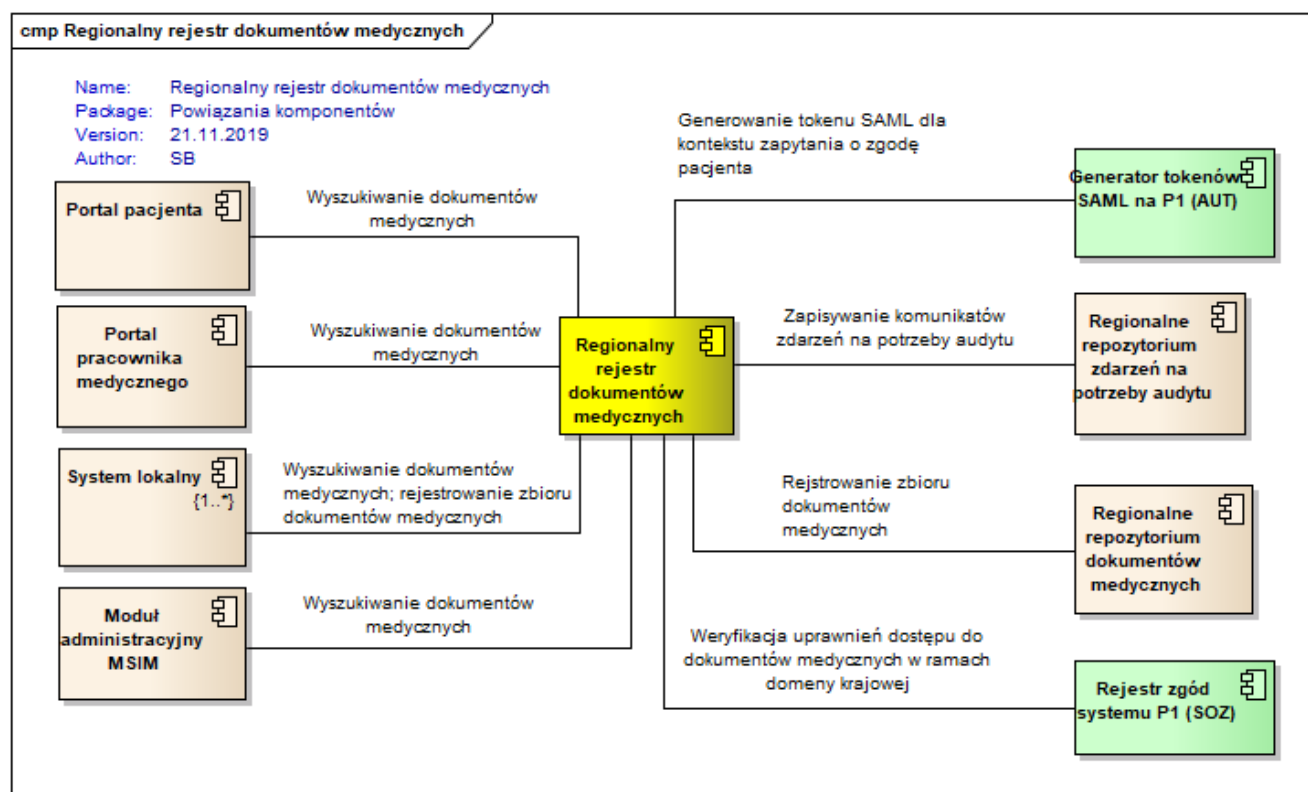 cmp Regionalny rejestr dokumentów medycznych
Name: Regionalny rejestr dokumentów medycznych
Package: Powiązania komponentów
Version: 21.11.2019
Author: SB
Generowanie tokenu SAML dla
kontekstu zapytania o zgodę
pacjenta
Generator tokenów
SAML na P1 (AUT)
Portal pacjenta
Wyszukiwanie dokumentów
medycznych
Portal
pracownika
medycznego
Wyszukiwanie dokumentów
medycznych
Regionalny
rejestr
dokumentów
medycznych
Zapisywanie komunikatów
zdarzeń na potrzeby audytu
Regionalne
repozytorium
zdarzeń na
potrzeby audytu
System lokalny
{1..*}
Wyszukiwanie dokumentów
medycznych; rejestrowanie zbioru
dokumentów medycznych
Rejstrowanie zbioru
dokumentów
medycznych
Regionalne
repozytorium
dokumentów
medycznych
Moduł
administracyjny
MSIM
Wyszukiwanie dokumentów
medycznych
Weryfikacja uprawnień dostępu do
dokumentów medycznych w ramach
domeny krajowej
Rejestr zgód
systemu P1 (SOZ)